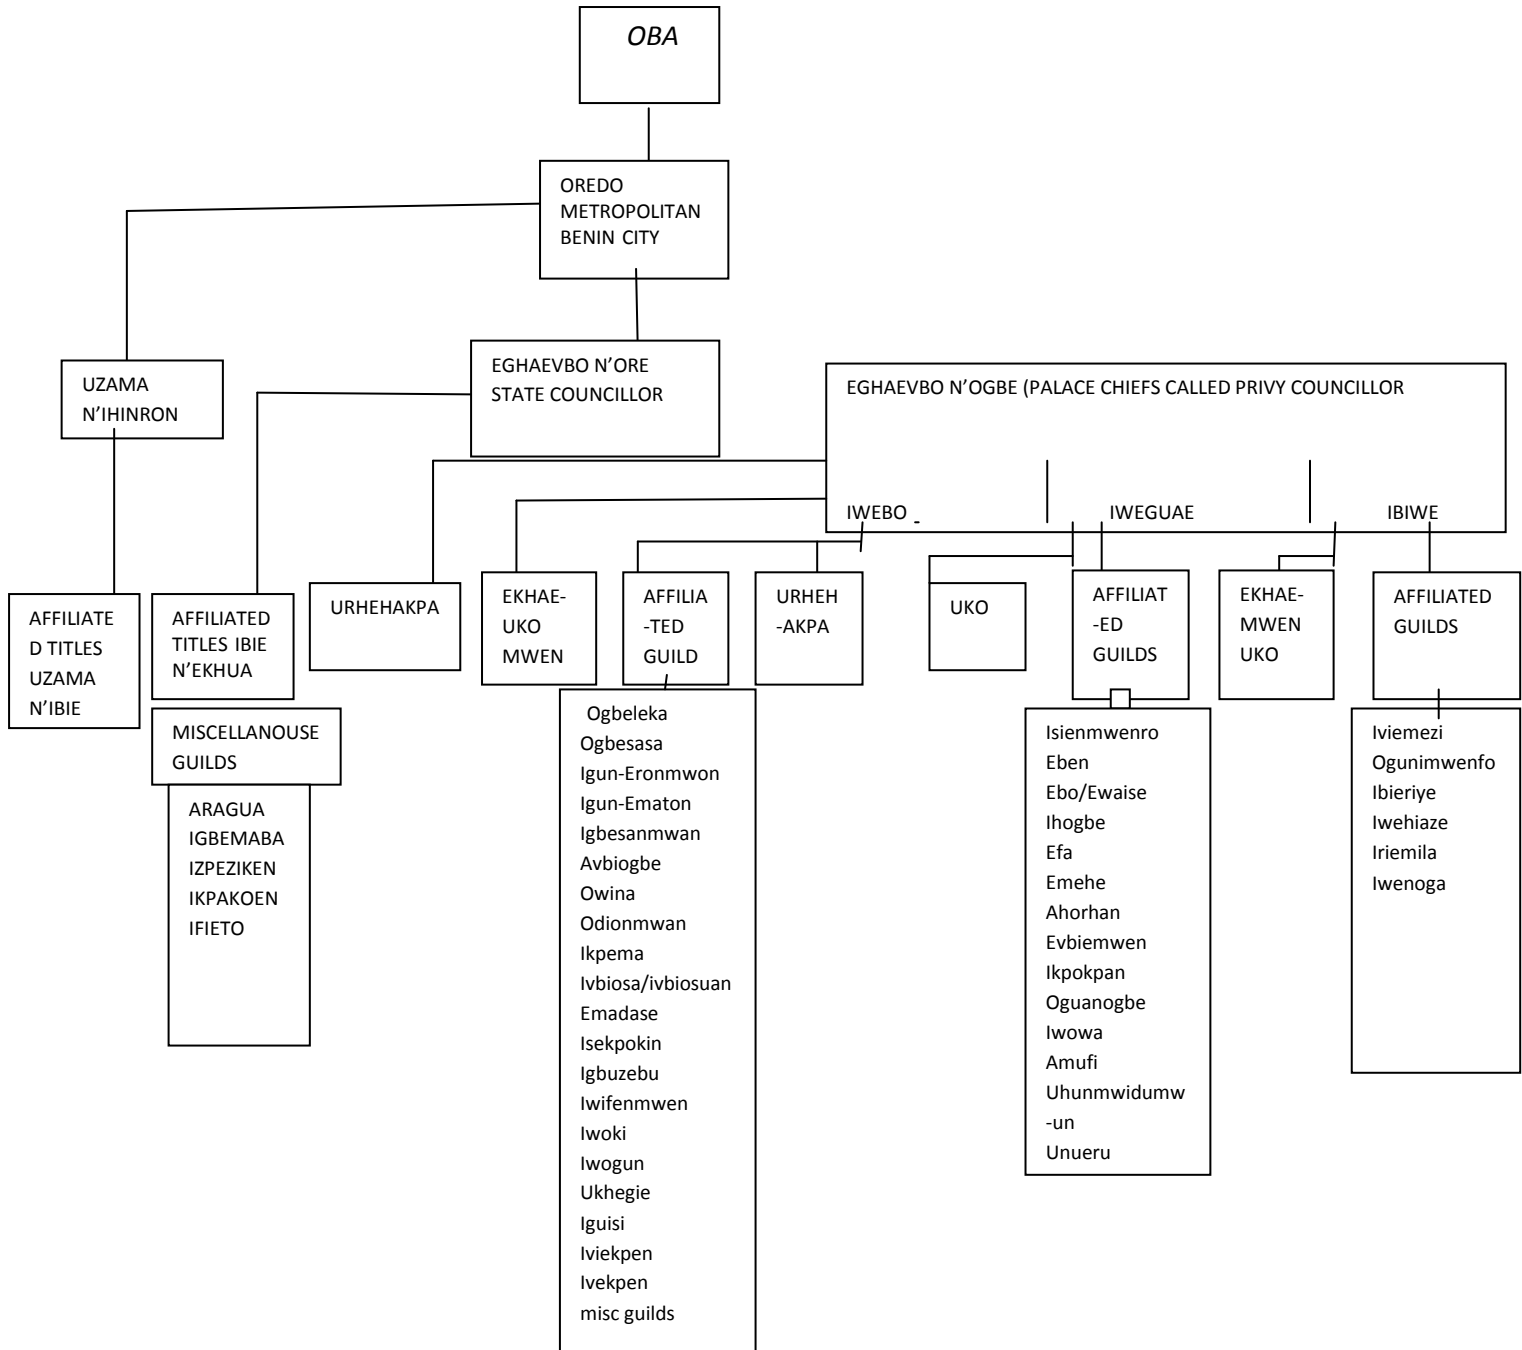 OBA
OREDO
METROPOLITAN
BENIN CITY
UZAMA
N’IHINRON
EGHAEVBO N’ORE
STATE COUNCILLOR
EGHAEVBO N’OGBE (PALACE CHIEFS CALLED PRIVY COUNCILLOR
IWEBO _
IWEGUAE
IBIWE
AFFILIATE
D TITLES
UZAMA
N’IBIE
AFFILIATED
TITLES IBIE
N’EKHUA
URHEHAKPA
EKHAE-
UKO
MWEN
AFFILIA
-TED
GUILD
URHEH
-AKPA
UKO
AFFILIAT
-ED
GUILDS
EKHAE-
MWEN
UKO
AFFILIATED
GUILDS
MISCELLANOUSE
GUILDS
ARAGUA
IGBEMABA
IZPEZIKEN
IKPAKOEN
IFIETO
Ogbeleka
Ogbesasa
Igun-Eronmwon
Igun-Ematon
Igbesanmwan
Avbiogbe
Owina
Odionmwan
Ikpema
Ivbiosa/ivbiosuan
Emadase
Isekpokin
Igbuzebu
Iwifenmwen
Iwoki
Iwogun
Ukhegie
Iguisi
Iviekpen
Ivekpen
misc guilds
Isienmwenro
Eben
Ebo/Ewaise
Ihogbe
Efa
Emehe
Ahorhan
Evbiemwen
Ikpokpan
Oguanogbe
Iwowa
Amufi
Uhunmwidumw
-un
Unueru
Iviemezi
Ogunimwenfo
Ibieriye
Iwehiaze
Iriemila
Iwenoga